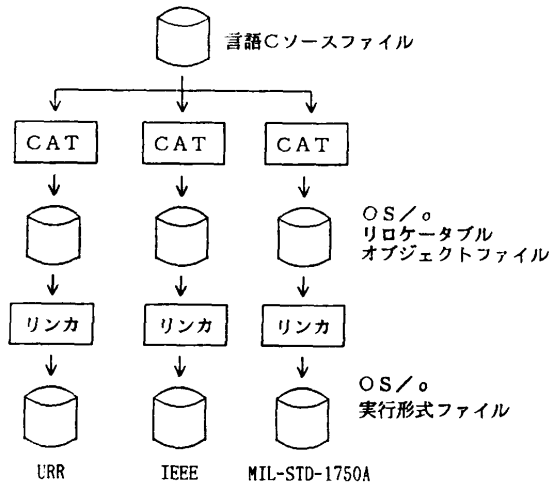 言語Cソースファイル
CAT CAT CAT
OS/o
リロケータブル
オブジェクトファイル
リンカ リンカ リンカ
OS/o
実行形式ファイル
URR IEEE MIL-STD-1750A